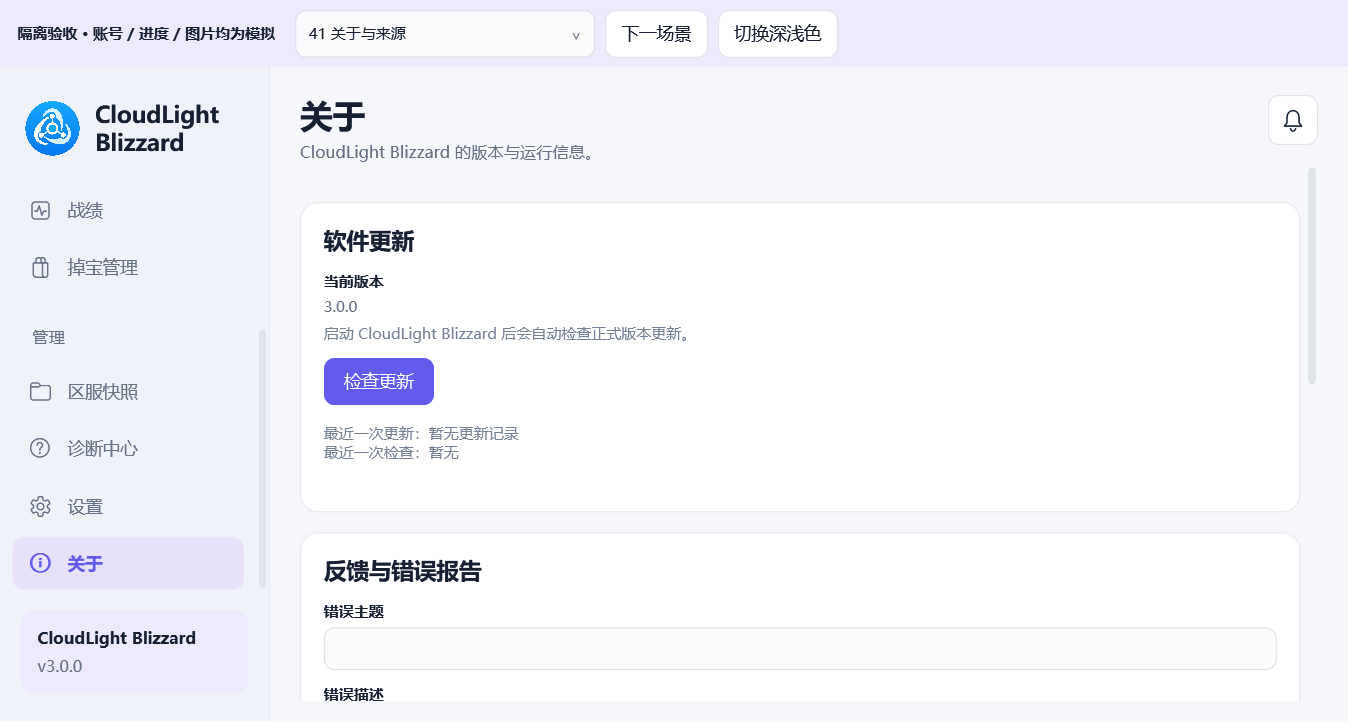 隔离验收 • 账号 / 进度 / 图片均为模拟
41 关于与来源
下一场景
切换深浅色
CloudLight
Blizzard
战绩
掉宝管理
管理
区服快照
诊断中心
设置
关于
CloudLight Blizzard
v3.0.0
关于
CloudLight Blizzard 的版本与运行信息。
软件更新
当前版本
3.0.0
启动 CloudLight Blizzard 后会自动检查正式版本更新。
检查更新
最近一次更新：暂无更新记录
最近一次检查：暂无
反馈与错误报告
错误主题
错误描述